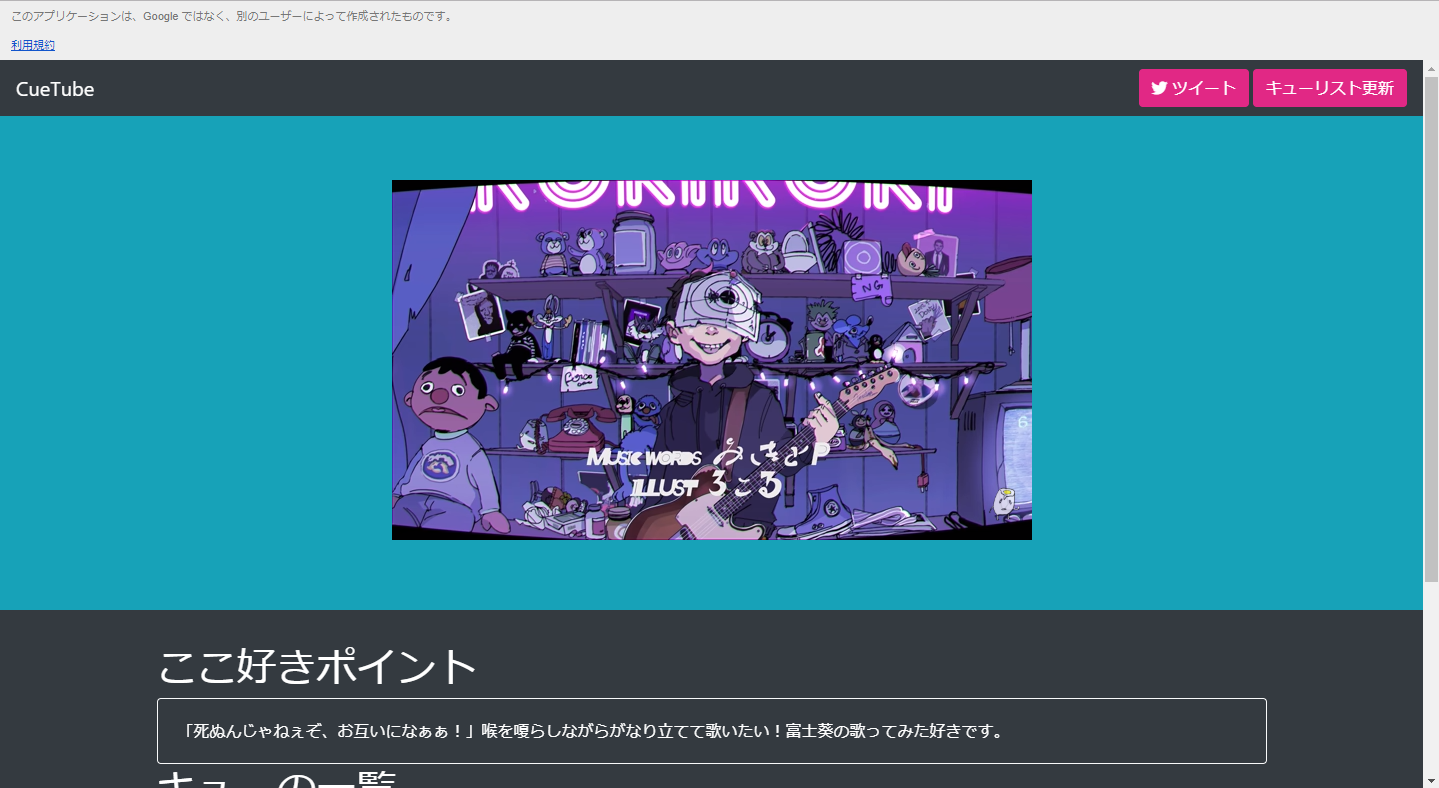 このアプリケーションは、Google ではなく、別のユーザーによって作成されたものです。
利用規約
CueTube
ツイート
キューリスト更新
ROKIROKI
NG
6
MUSIC WORDS みきとP
ILLUST ろこる
ここ好きポイント
「死ぬんじゃねぇぞ、お互いになぁぁ！」喉を嗄らしながらがなり立てて歌いたい！富士葵の歌ってみた好きです。
キューの一覧